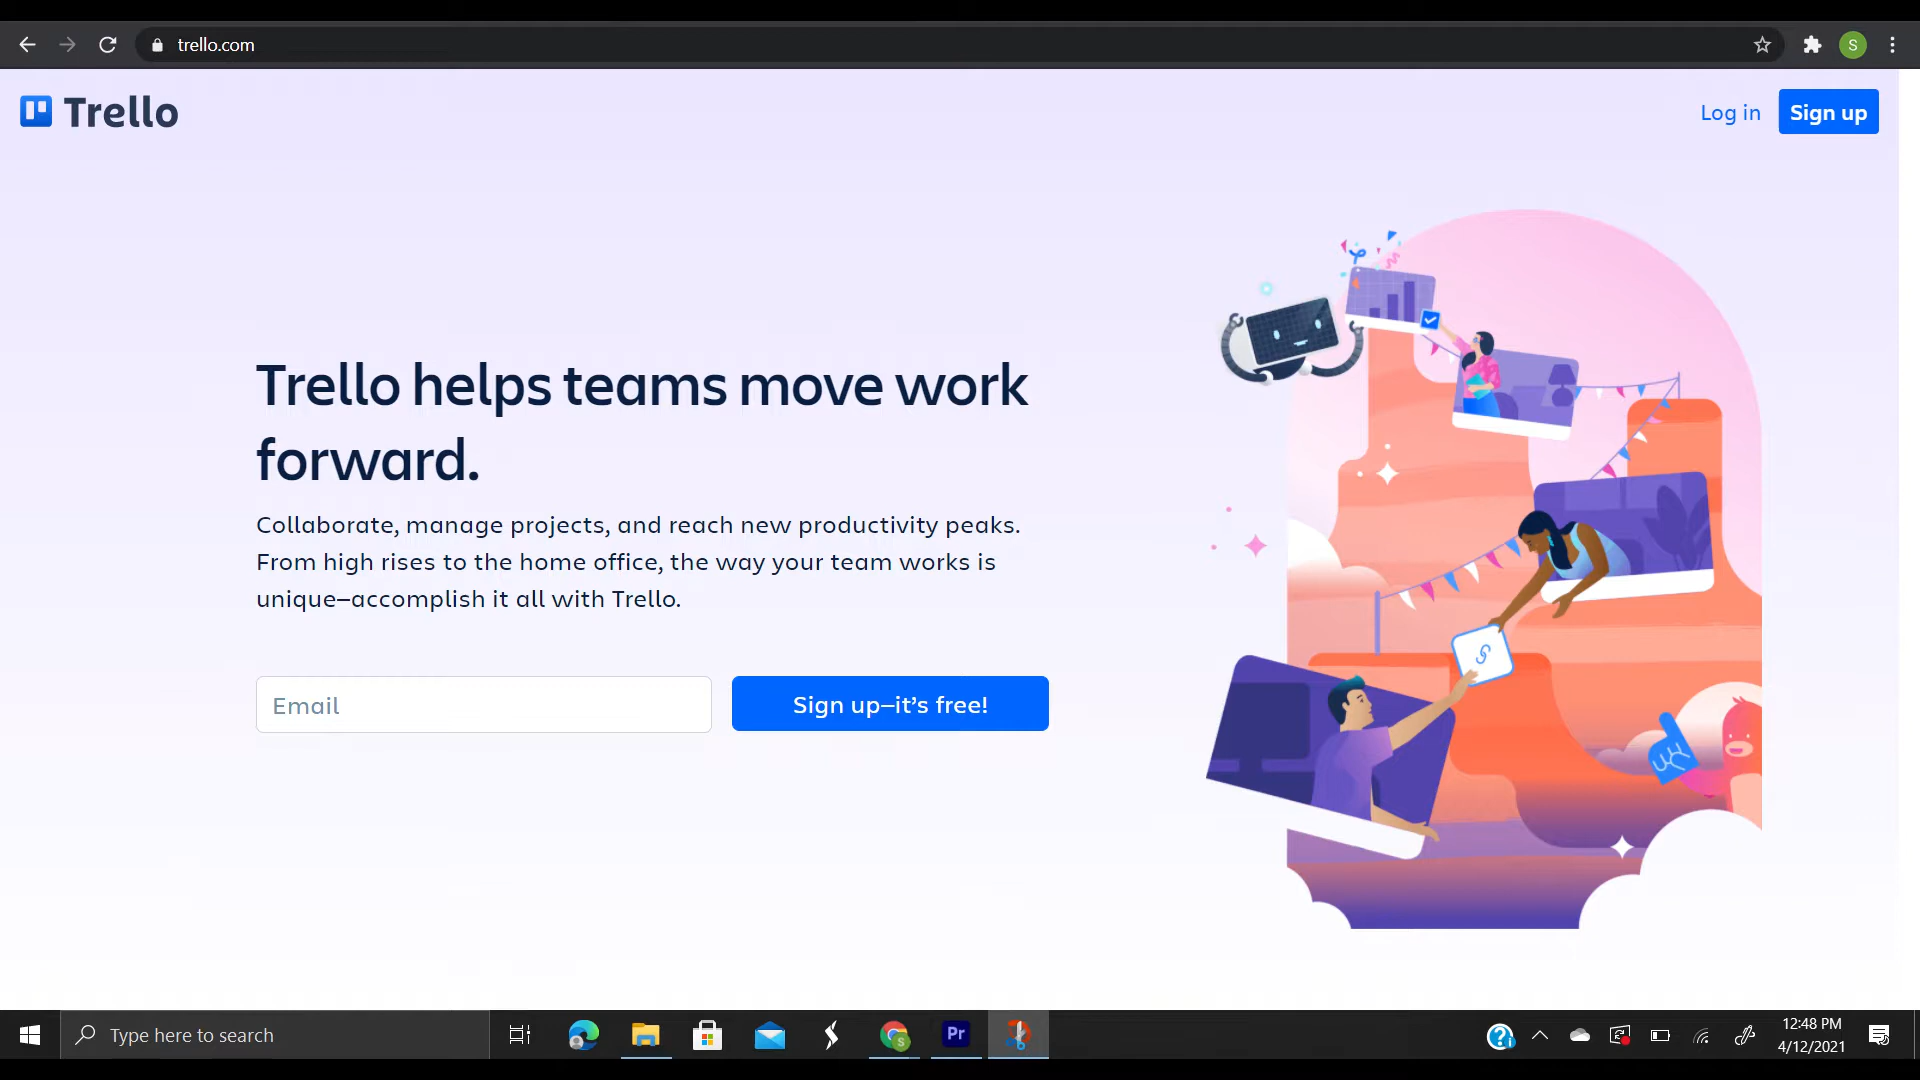 trello.com
S
Trello
Log in
Sign up
Trello helps teams move work
forward.
Collaborate, manage projects, and reach new productivity peaks.
From high rises to the home office, the way your team works is
unique—accomplish it all with Trello.
Email
Sign up—it’s free!
Type here to search
S
Pr
12:48 PM
4/12/2021